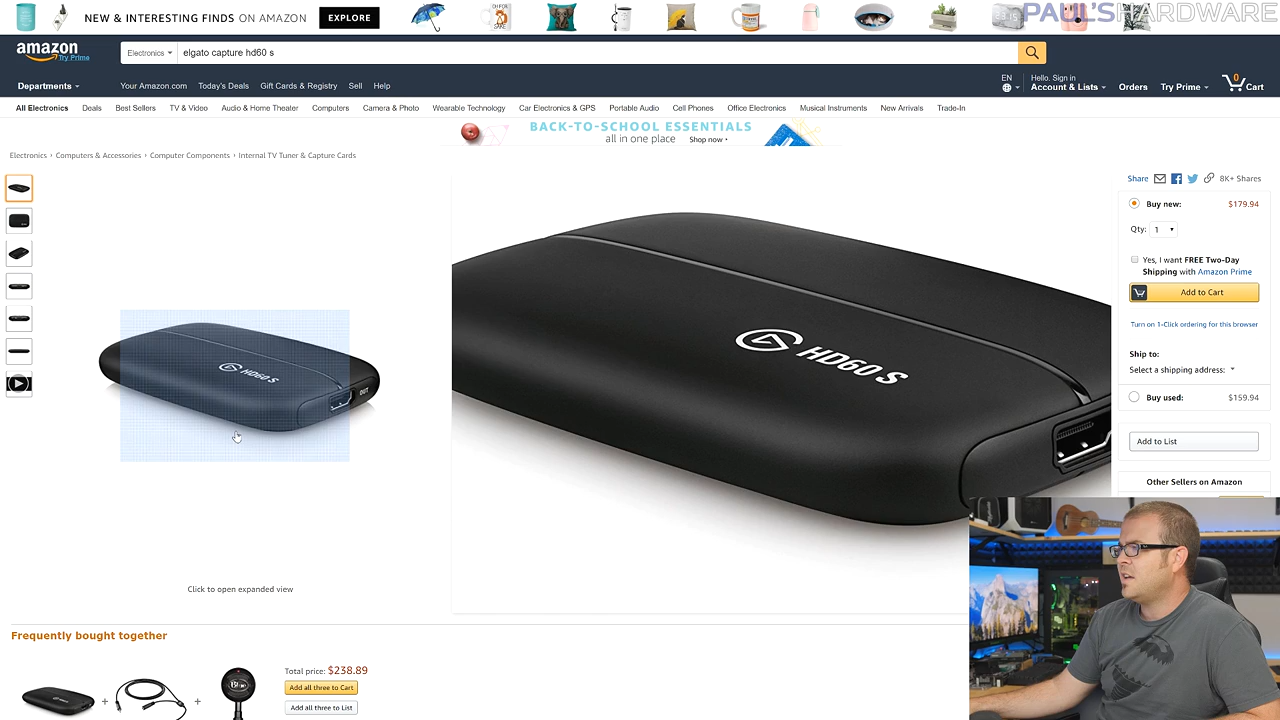 NEW & INTERESTING FINDS ON AMAZON
EXPLORE
PAUL'SHARDWARE
amazon
Try Prime
Electronics
elgato capture hd60 s
Departments
Your Amazon.com
Today's Deals
Gift Cards & Registry
Sell
Help
EN
Hello. Sign in
Account & Lists
Orders
Try Prime
0
Cart
All Electronics
Deals
Best Sellers
TV & Video
Audio & Home Theater
Computers
Camera & Photo
Wearable Technology
Car Electronics & GPS
Portable Audio
Cell Phones
Office Electronics
Musical Instruments
New Arrivals
Trade-In
BACK-TO-SCHOOL ESSENTIALS
all in one place
Shop now ›
Electronics › Computers & Accessories › Computer Components › Internal TV Tuner & Capture Cards
Share
8K+ Shares
Buy new:
$179.94
Qty: 1
Yes, I want FREE Two-Day
Shipping with Amazon Prime
Add to Cart
Turn on 1-Click ordering for this browser
Ship to:
Select a shipping address:
Buy used:
$159.94
Add to List
Other Sellers on Amazon
HD60 S
OUT
HD60 S
Click to open expanded view
Frequently bought together
+
+
Total price: $238.89
Add all three to Cart
Add all three to List